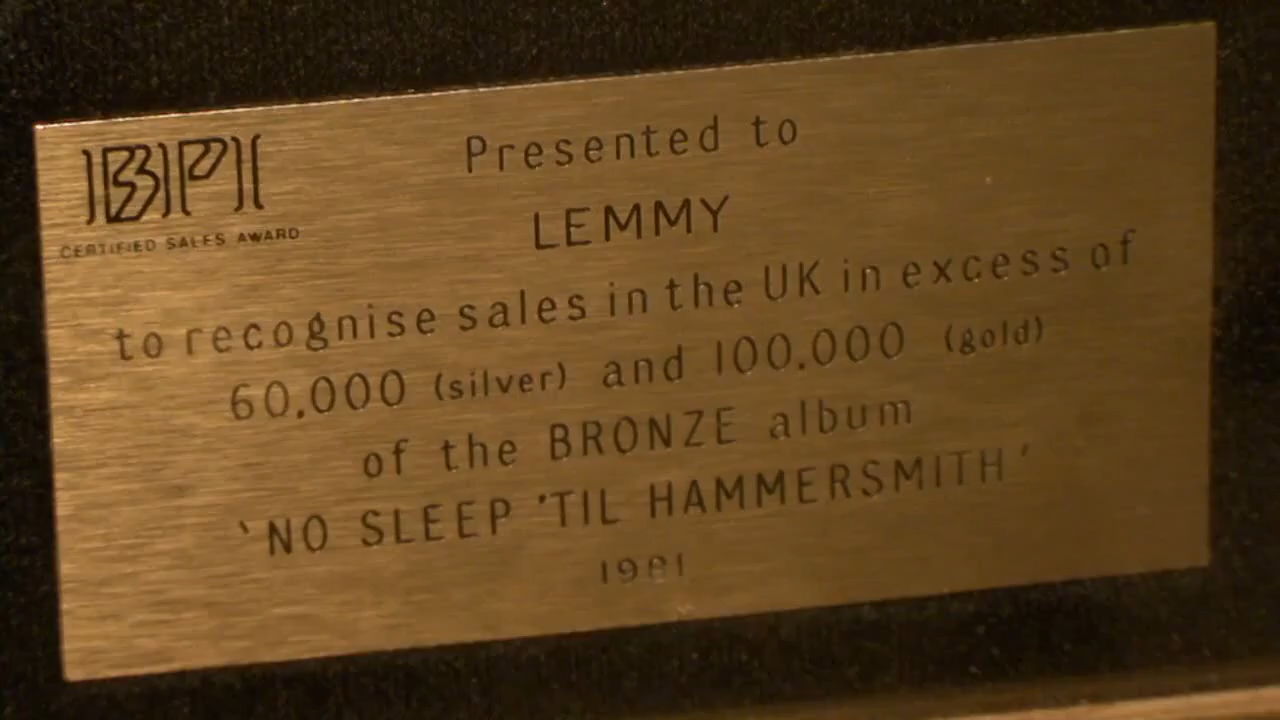 BPI
CERTIFIED SALES AWARD
Presented to
LEMMY
to recognise sales in the UK in excess of
60,000 (silver) and 100,000 (gold)
of the BRONZE album
'NO SLEEP 'TIL HAMMERSMITH'
1981